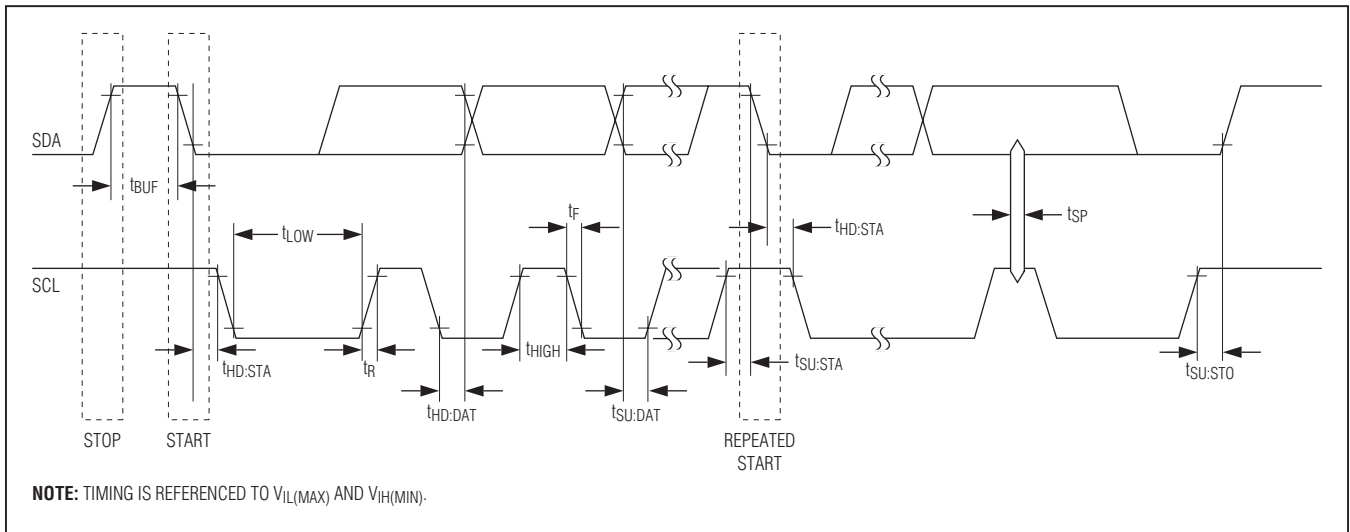 SDA
tBUF
tF
tSP
tLOW
tHD:STA
SCL
tHD:STA
tR
tHIGH
tSU:STA
tSU:STO
tHD:DAT
tSU:DAT
STOP
START
REPEATED
START
NOTE: TIMING IS REFERENCED TO VIL(MAX) AND VIH(MIN).